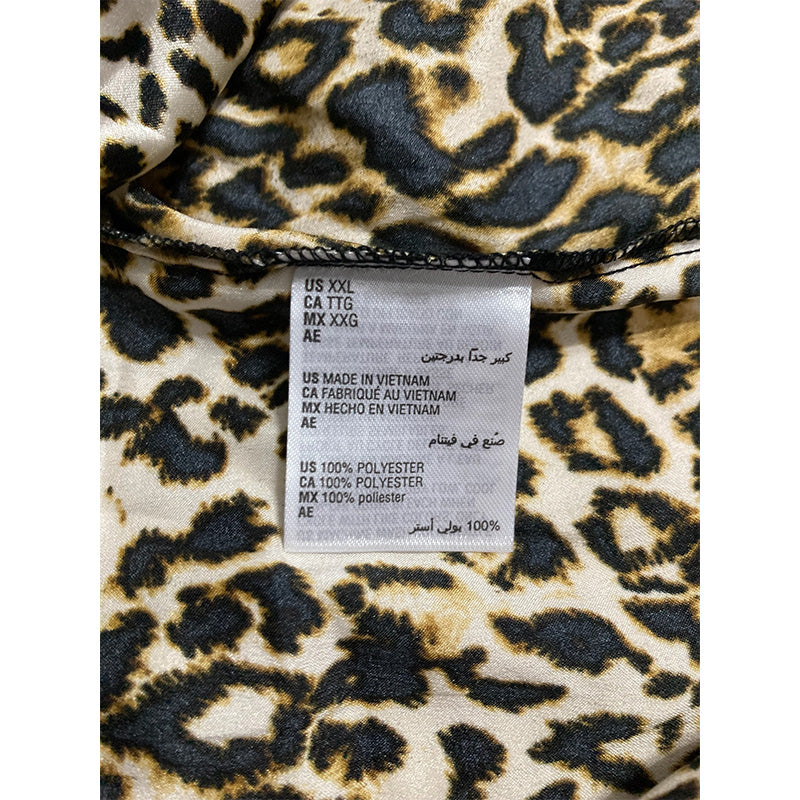 US XXL
CA TTG
MX XXG
AE
كبير جدًا بدرجتين
US MADE IN VIETNAM
CA FABRIQUÉ AU VIETNAM
MX HECHO EN VIETNAM
AE
صُنع في فيتنام
US 100% POLYESTER
CA 100% POLYESTER
MX 100% poliester
AE
100% بولي أستر